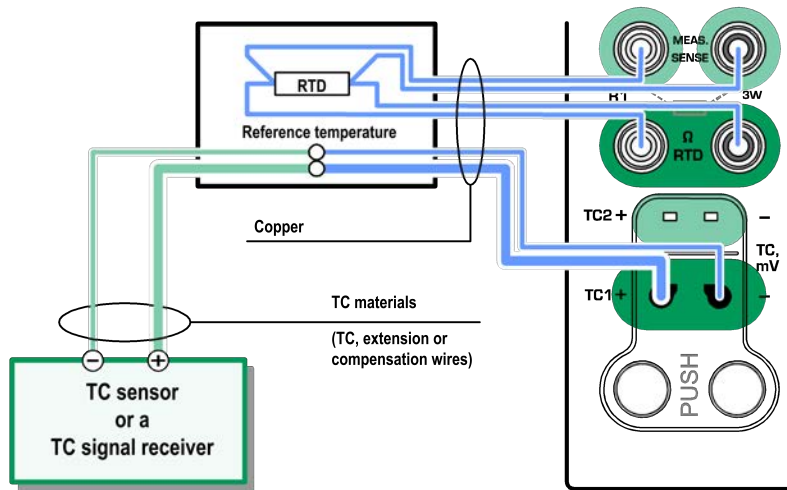 RTD
Reference temperature
Copper
TC materials
(TC, extension or
compensation wires)
−
+
TC sensor
or a
TC signal receiver
MEAS.
SENSE
R1
3W
Ω
RTD
TC2 +
−
TC,
mV
TC1 +
−
PUSH